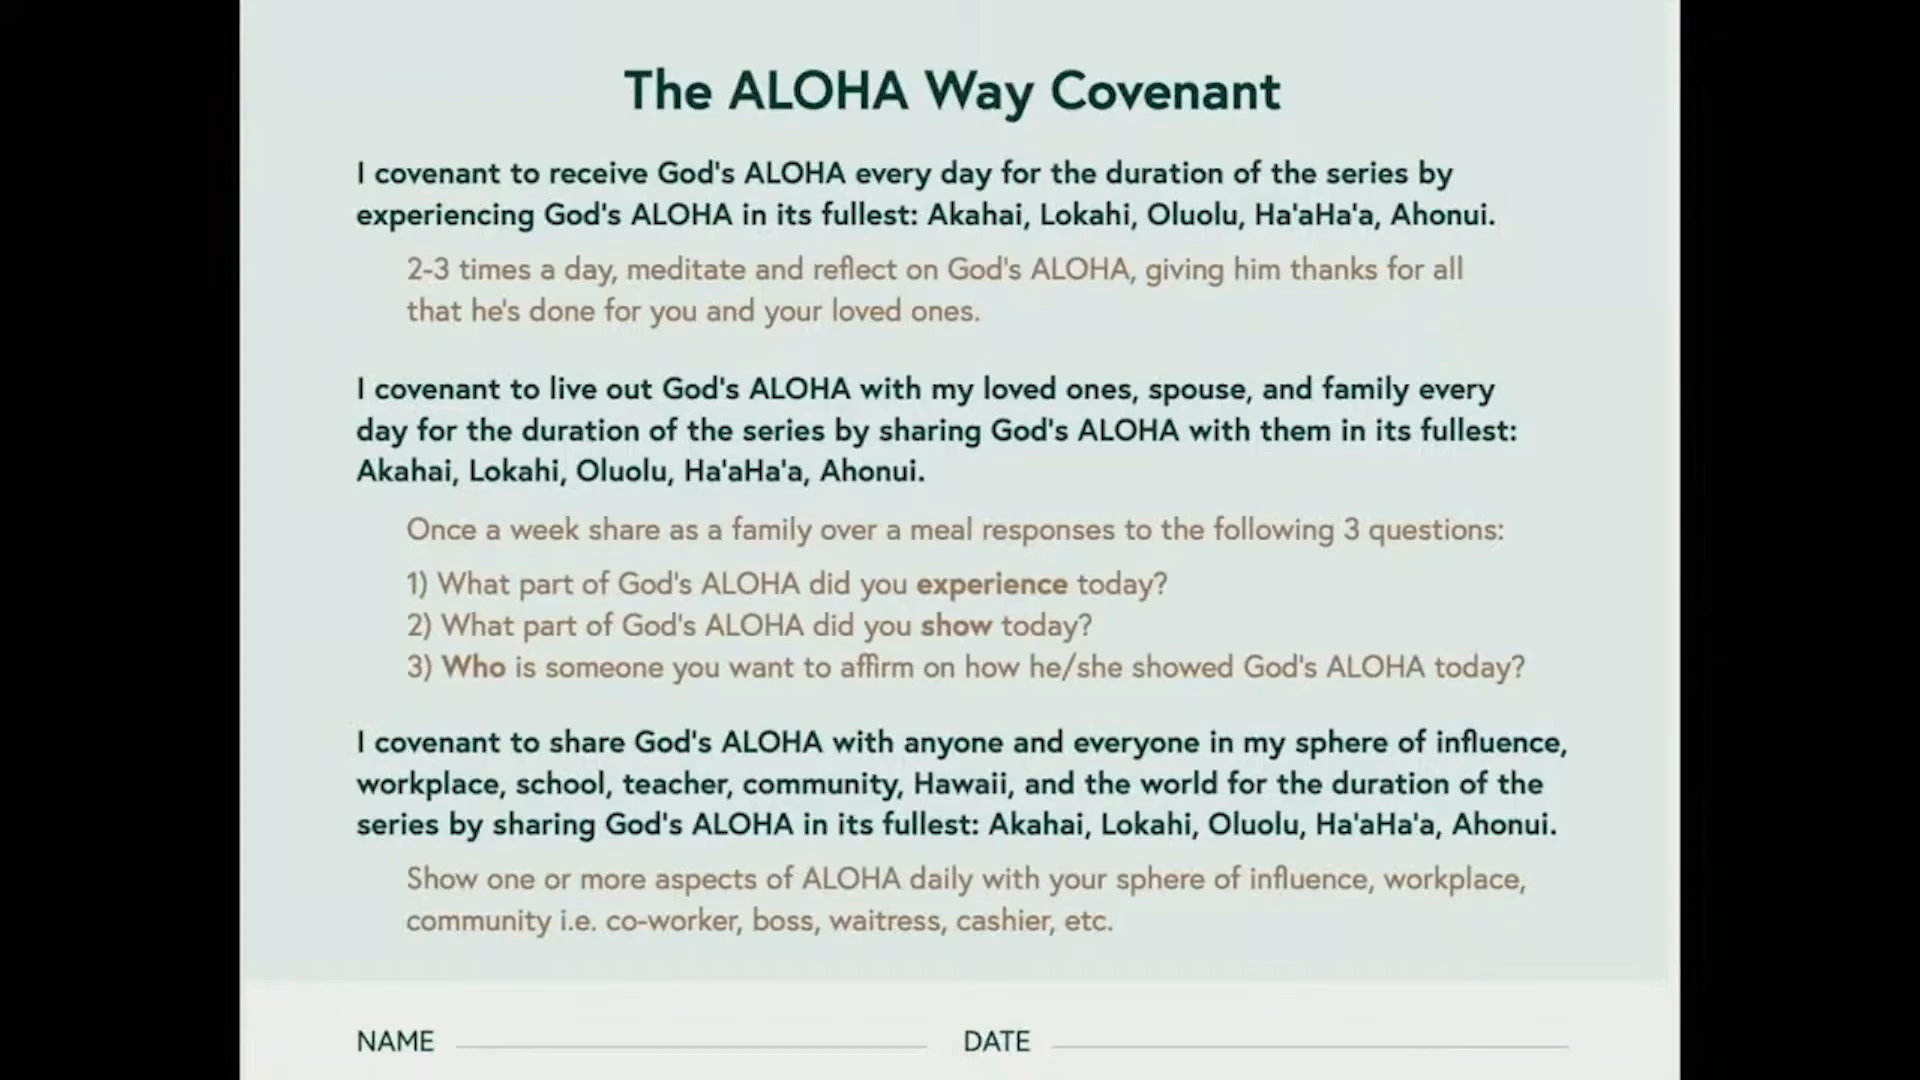 The ALOHA Way Covenant
I covenant to receive God's ALOHA every day for the duration of the series by
experiencing God's ALOHA in its fullest: Akahai, Lokahi, Oluolu, Ha'aHa'a, Ahonui.
2-3 times a day, meditate and reflect on God's ALOHA, giving him thanks for all
that he's done for you and your loved ones.
I covenant to live out God's ALOHA with my loved ones, spouse, and family every
day for the duration of the series by sharing God's ALOHA with them in its fullest:
Akahai, Lokahi, Oluolu, Ha'aHa'a, Ahonui.
Once a week share as a family over a meal responses to the following 3 questions:
1) What part of God's ALOHA did you experience today?
2) What part of God's ALOHA did you show today?
3) Who is someone you want to affirm on how he/she showed God's ALOHA today?
I covenant to share God's ALOHA with anyone and everyone in my sphere of influence,
workplace, school, teacher, community, Hawaii, and the world for the duration of the
series by sharing God's ALOHA in its fullest: Akahai, Lokahi, Oluolu, Ha'aHa'a, Ahonui.
Show one or more aspects of ALOHA daily with your sphere of influence, workplace,
community i.e. co-worker, boss, waitress, cashier, etc.
NAME DATE